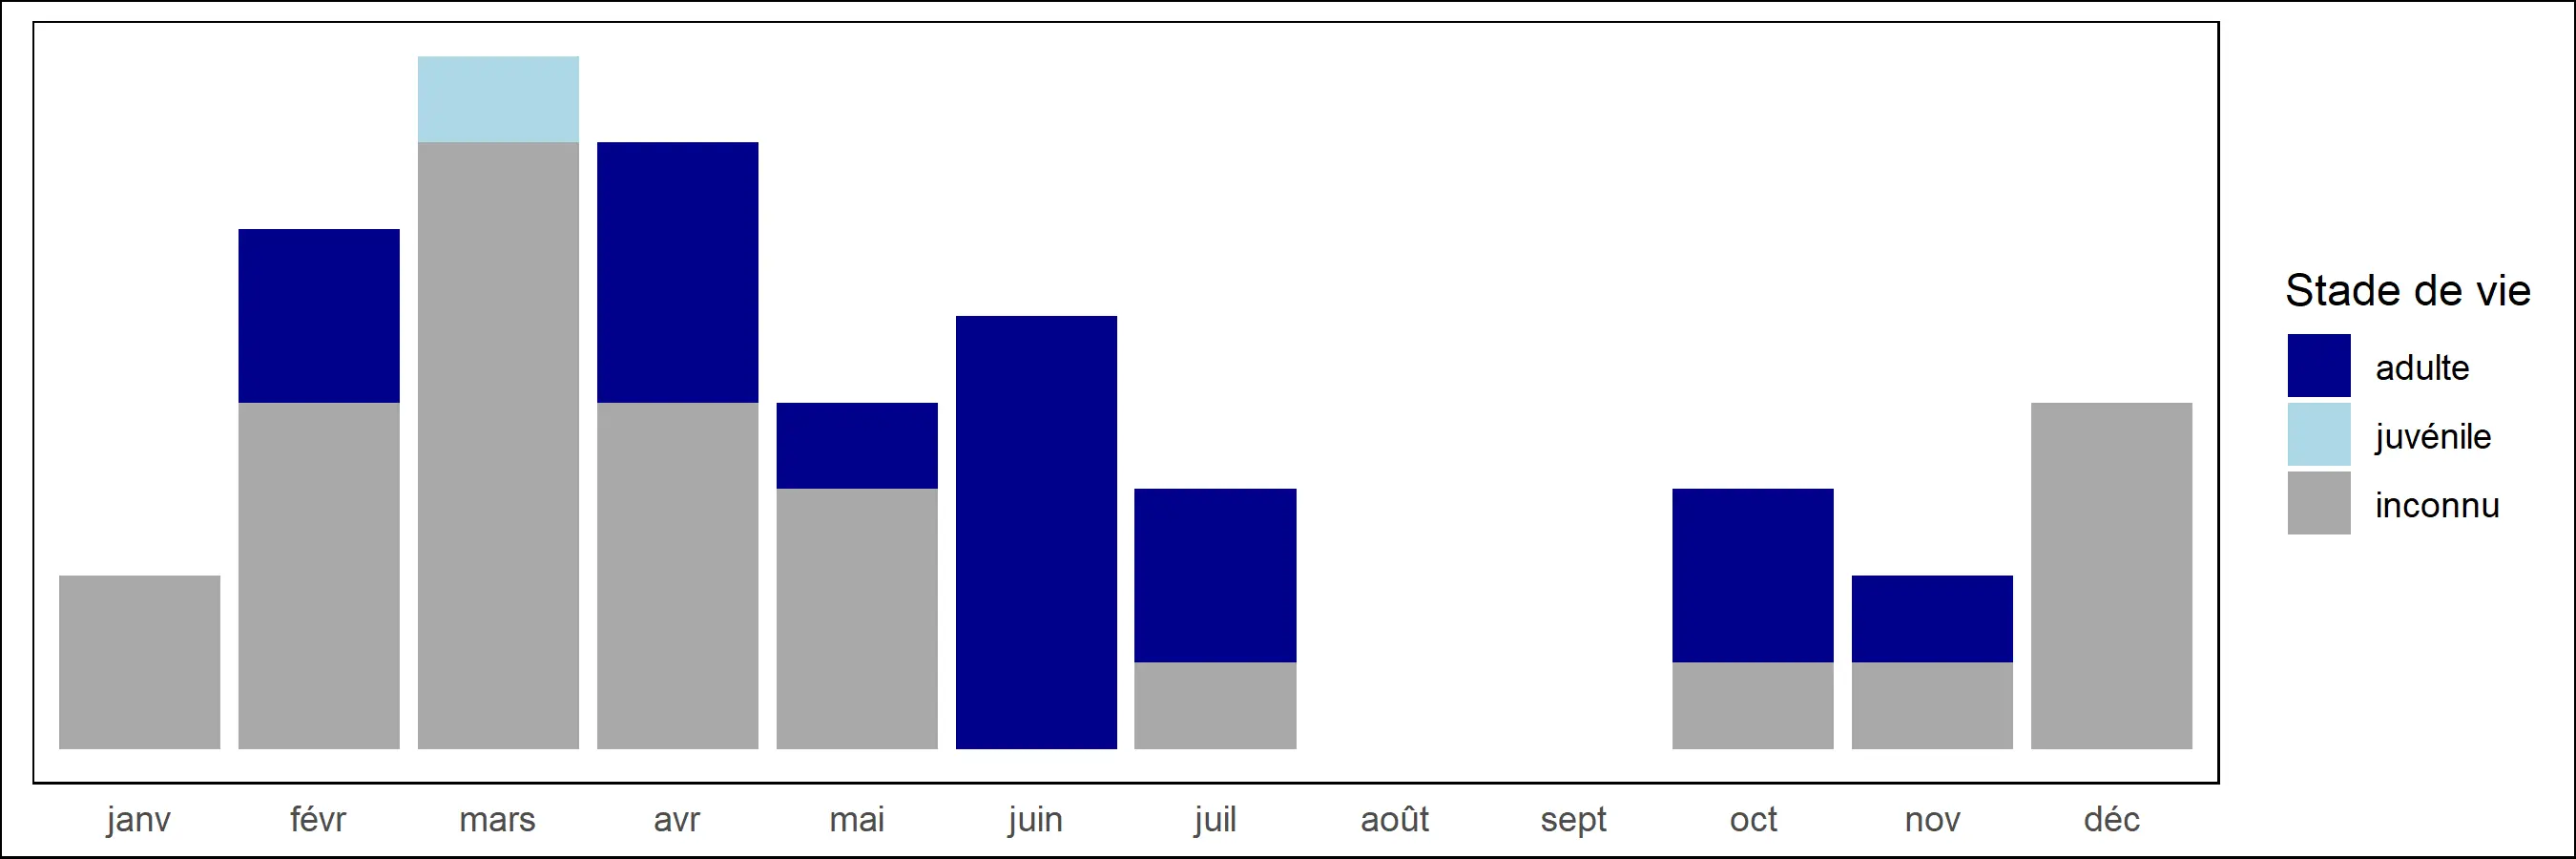 Stade de vie
adulte
juvénile
inconnu
janv févr mars avr mai juin juil août sept oct nov déc